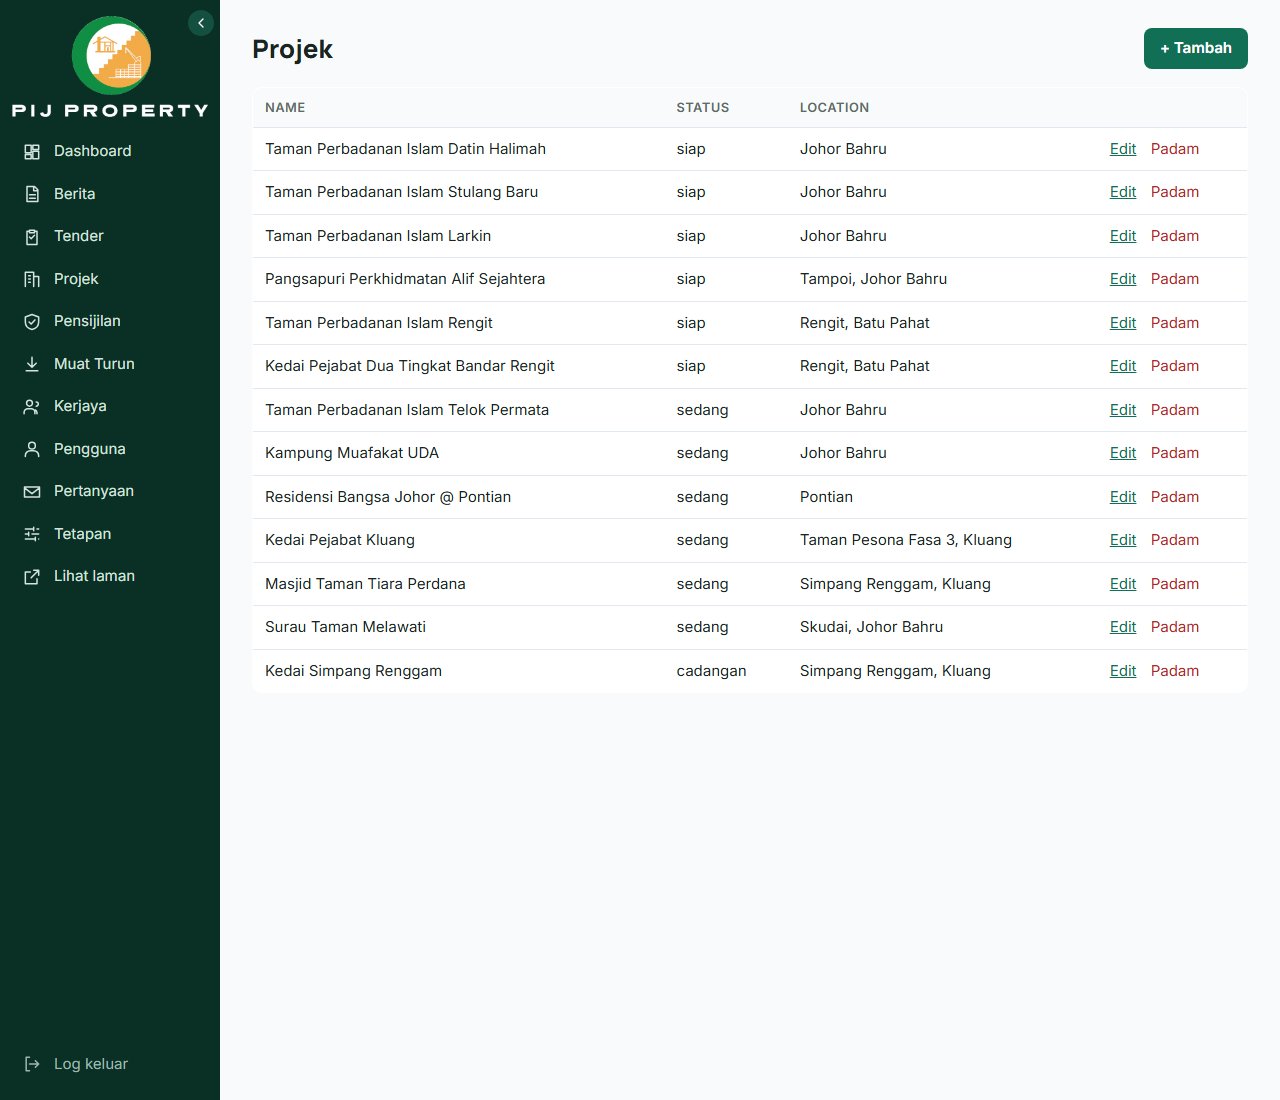 PIJ PROPERTY
Dashboard
Berita
Tender
Projek
Pensijilan
Muat Turun
Kerjaya
Pengguna
Pertanyaan
Tetapan
Lihat laman
Log keluar
Projek
+ Tambah
NAME STATUS LOCATION
Taman Perbadanan Islam Datin Halimah siap Johor Bahru Edit Padam
Taman Perbadanan Islam Stulang Baru siap Johor Bahru Edit Padam
Taman Perbadanan Islam Larkin siap Johor Bahru Edit Padam
Pangsapuri Perkhidmatan Alif Sejahtera siap Tampoi, Johor Bahru Edit Padam
Taman Perbadanan Islam Rengit siap Rengit, Batu Pahat Edit Padam
Kedai Pejabat Dua Tingkat Bandar Rengit siap Rengit, Batu Pahat Edit Padam
Taman Perbadanan Islam Telok Permata sedang Johor Bahru Edit Padam
Kampung Muafakat UDA sedang Johor Bahru Edit Padam
Residensi Bangsa Johor @ Pontian sedang Pontian Edit Padam
Kedai Pejabat Kluang sedang Taman Pesona Fasa 3, Kluang Edit Padam
Masjid Taman Tiara Perdana sedang Simpang Renggam, Kluang Edit Padam
Surau Taman Melawati sedang Skudai, Johor Bahru Edit Padam
Kedai Simpang Renggam cadangan Simpang Renggam, Kluang Edit Padam